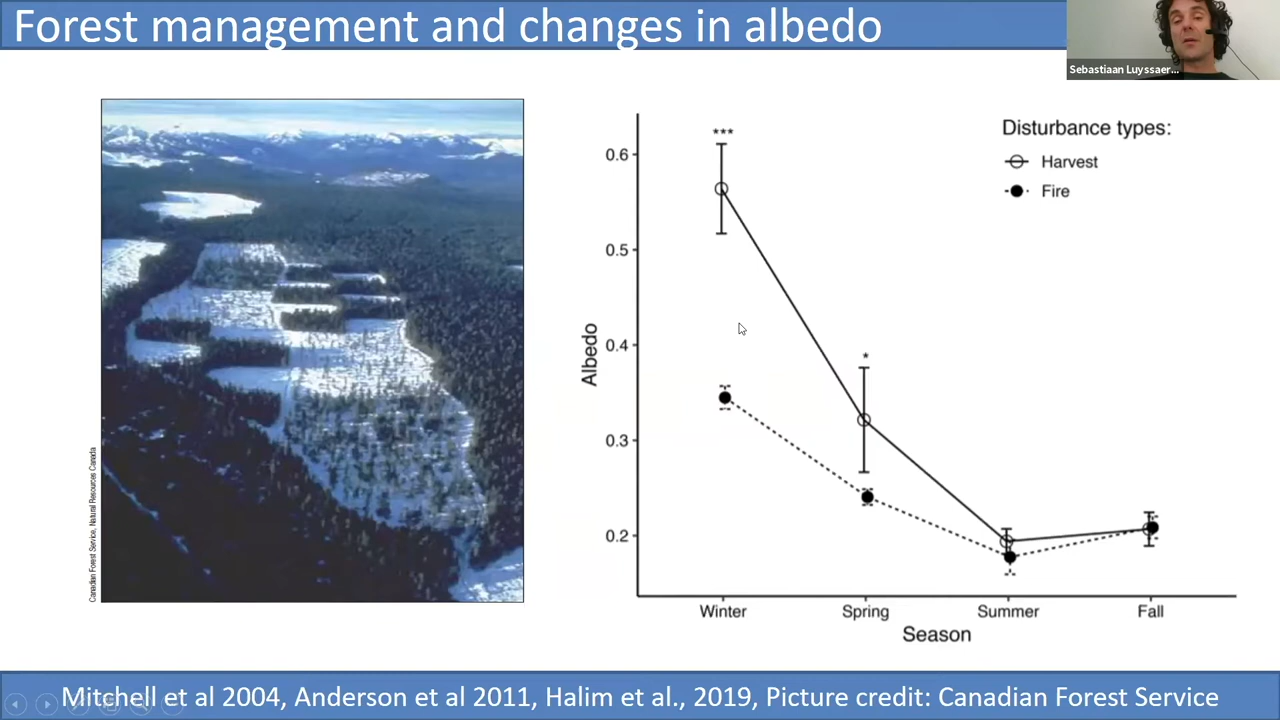 Forest management and changes in albedo
Sebastiaan Luyssaer...
Canadian Forest Service, Natural Resources Canada
Disturbance types:
Harvest
Fire
***
*
0.6
0.5
0.4
0.3
0.2
Albedo
Winter Spring Summer Fall
Season
Mitchell et al 2004, Anderson et al 2011, Halim et al., 2019, Picture credit: Canadian Forest Service